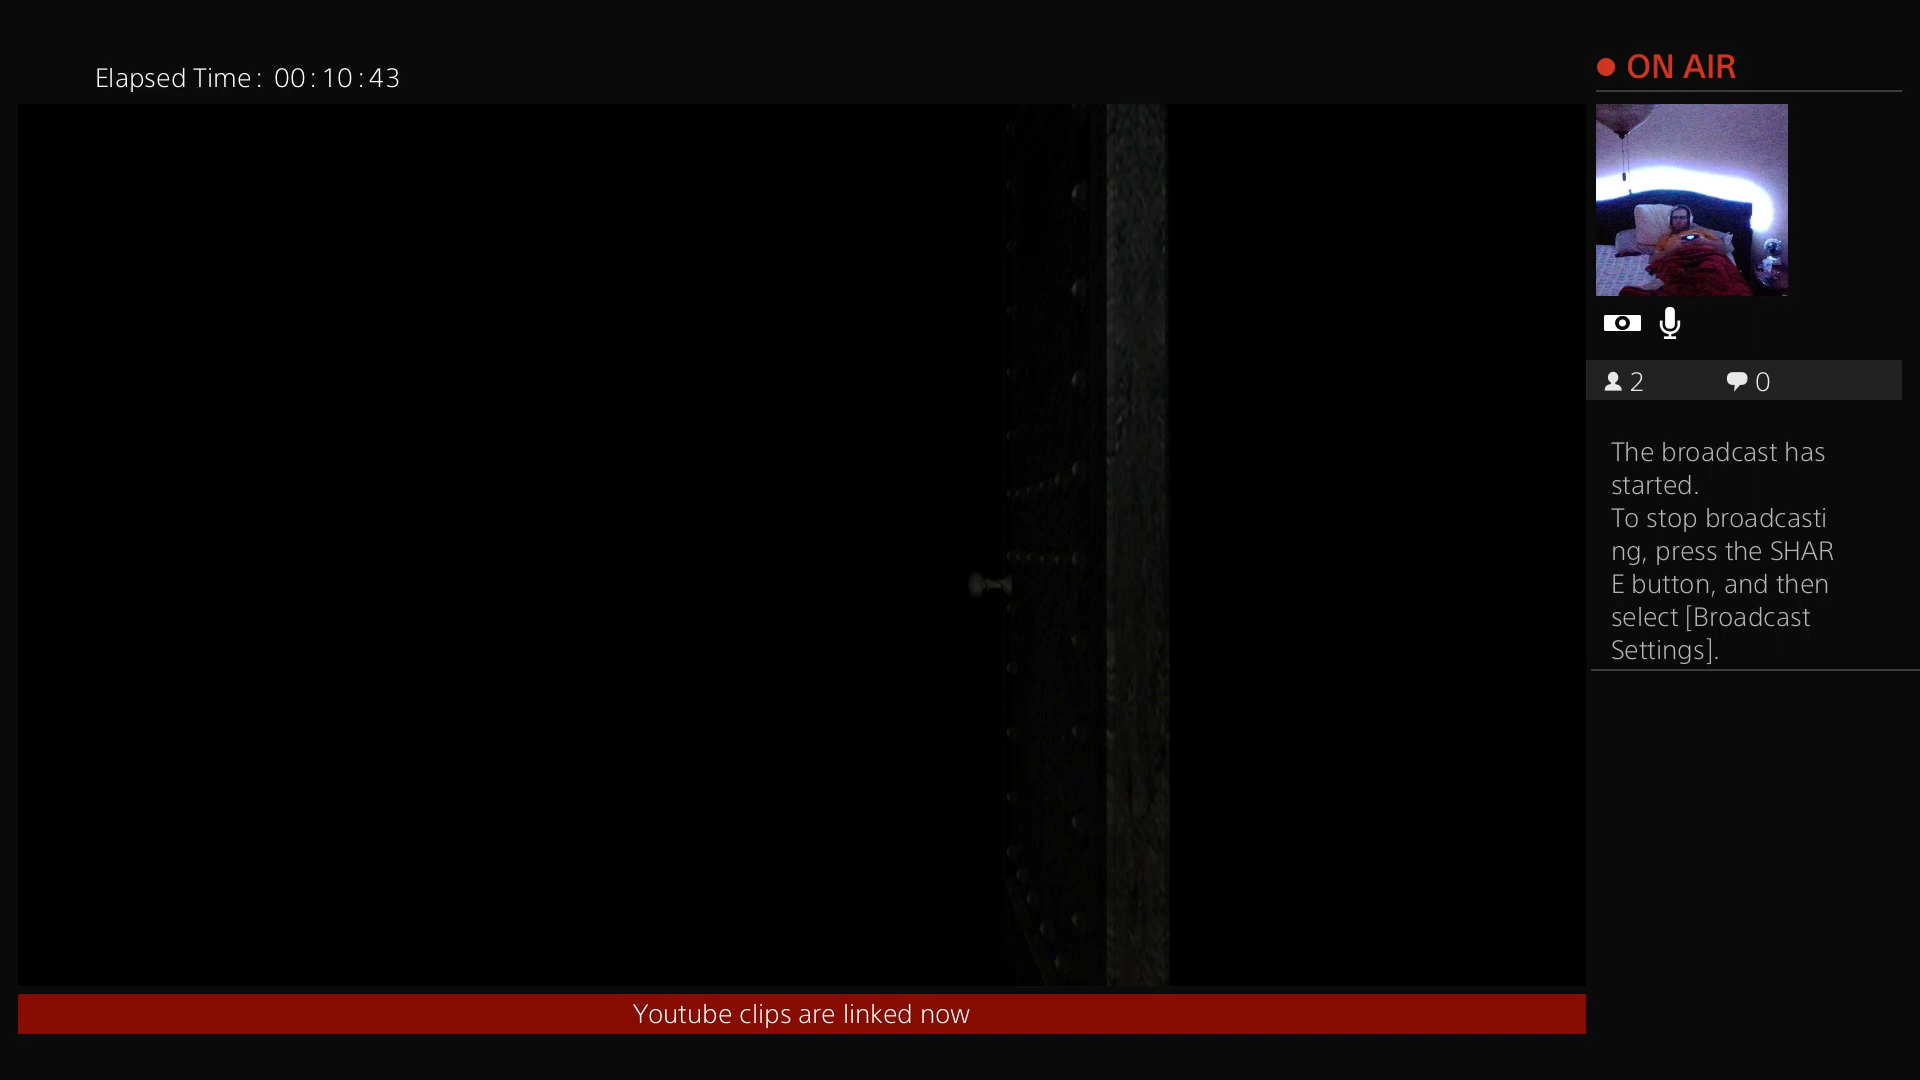 Elapsed Time: 00:10:43
ON AIR
2
0
The broadcast has
started.
To stop broadcasti
ng, press the SHAR
E button, and then
select [Broadcast
Settings].
Youtube clips are linked now